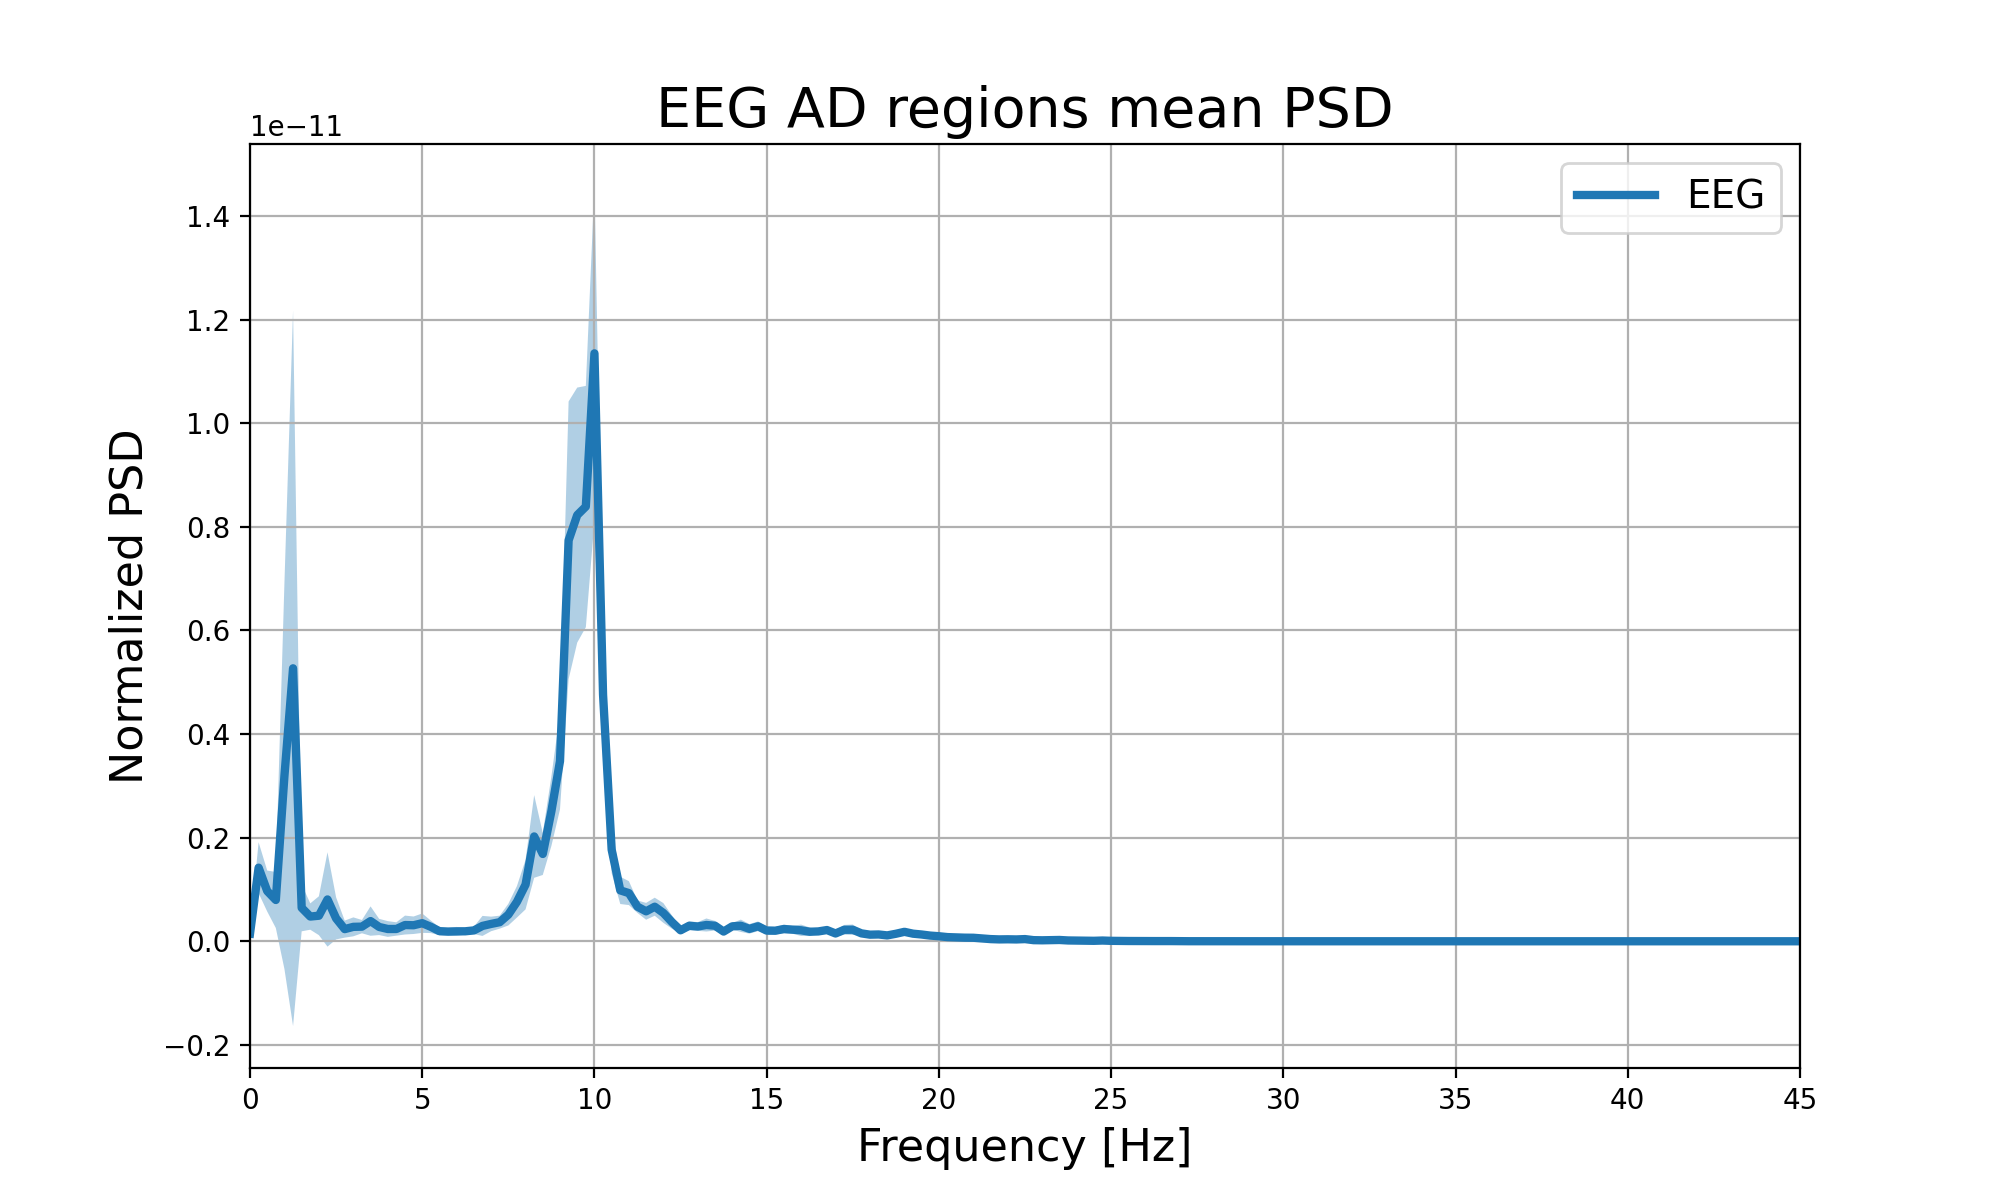 EEG AD regions mean PSD
1e−11
EEG
1.4
1.2
1.0
0.8
0.6
0.4
0.2
0.0
−0.2
Normalized PSD
0 5 10 15 20 25 30 35 40 45
Frequency [Hz]